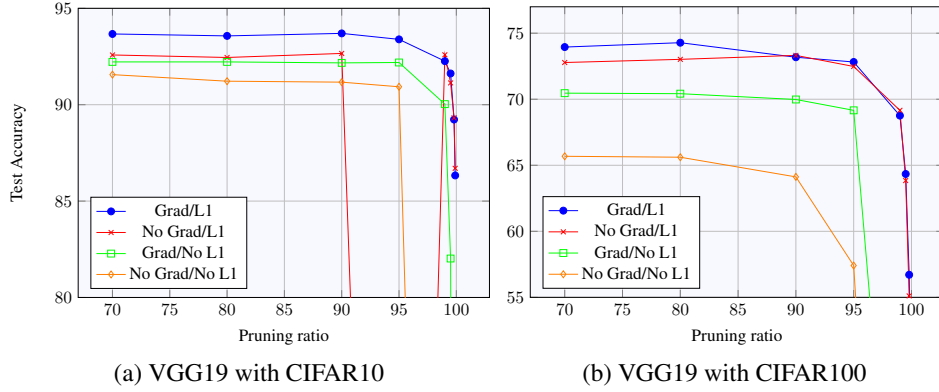 95
90
85
80
Test Accuracy
70 75 80 85 90 95 100
Pruning ratio
Grad/L1
No Grad/L1
Grad/No L1
No Grad/No L1
(a) VGG19 with CIFAR10
75
70
65
60
55
70 75 80 85 90 95 100
Pruning ratio
Grad/L1
No Grad/L1
Grad/No L1
No Grad/No L1
(b) VGG19 with CIFAR100